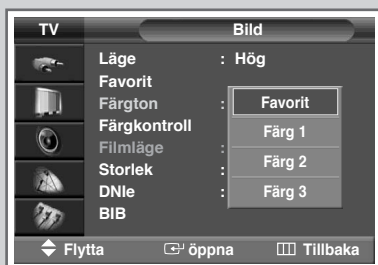 TV Bild
Läge : Hög
Favorit
Färgton : Favorit
Färgkontroll Färg 1
Filmläge : Färg 2
Storlek :
DNIe : Färg 3
BIB
Flytta öppna Tillbaka